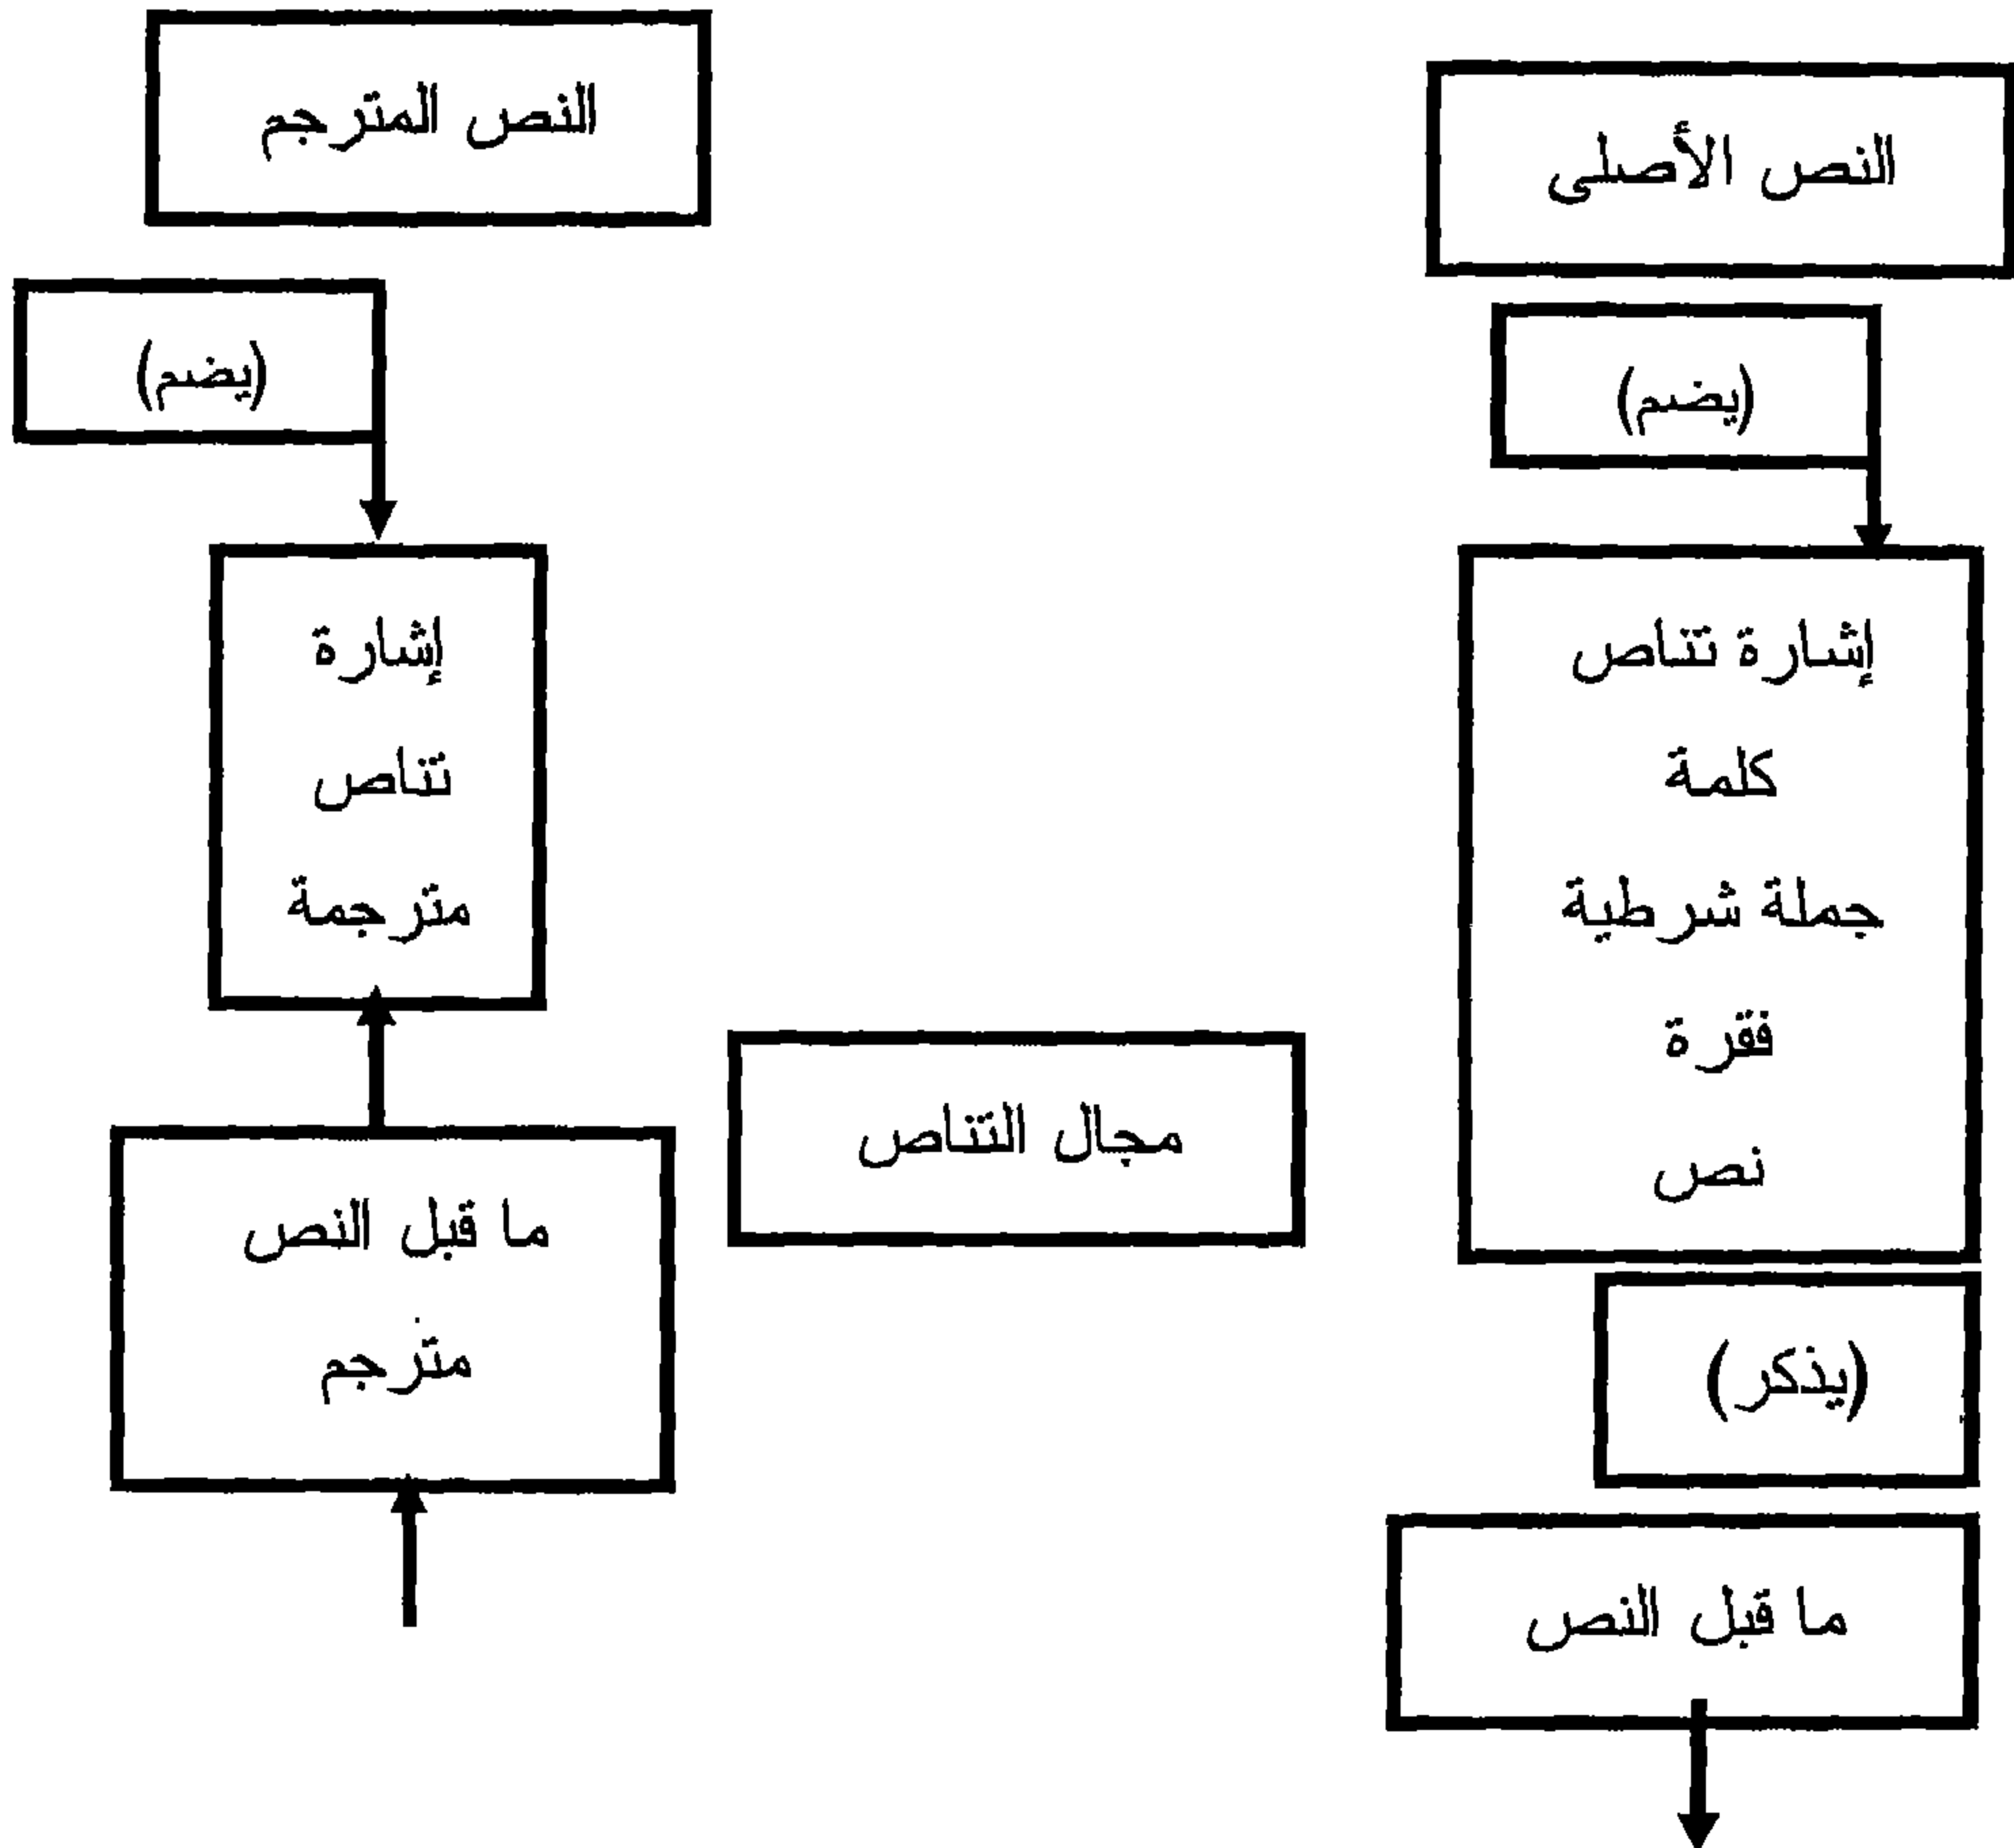 النص الأصلى
(يضم)
إشارة تناص
كلمة
جملة شرطية
فقرة
نص
(يذكر)
ما قبل النص
مجال التناص
النص المترجم
(يضم)
إشارة
تناص
مترجمة
ما قبل النص
مترجم